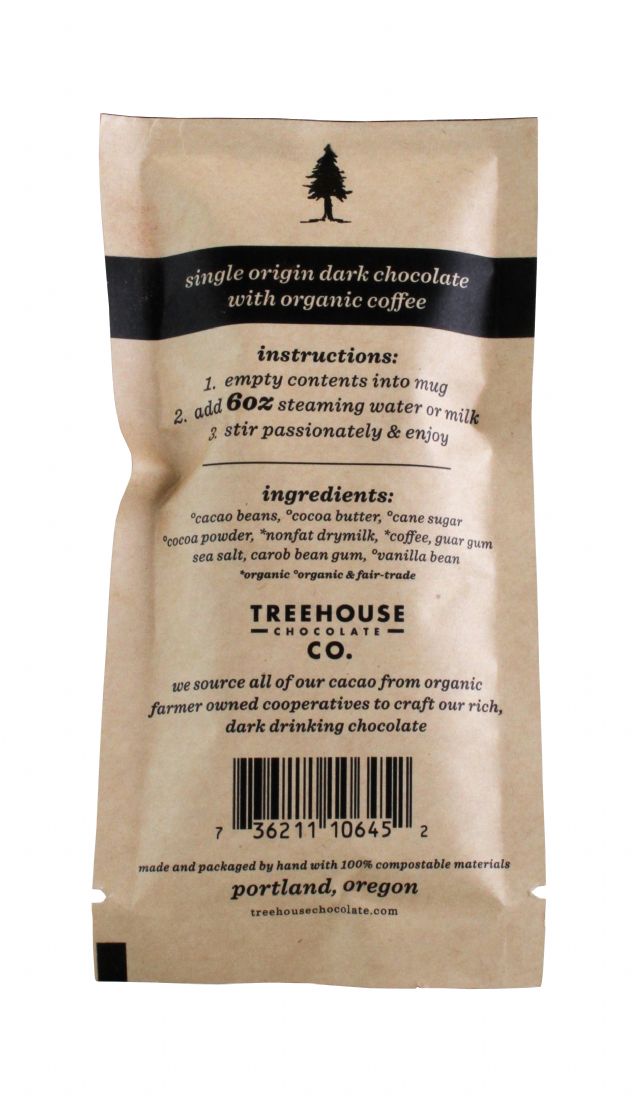 single origin dark chocolate
with organic coffee
instructions:
1. empty contents into mug
2. add 6oz steaming water or milk
3. stir passionately & enjoy
ingredients:
°cacao beans, °cocoa butter, °cane sugar
°cocoa powder, *nonfat drymilk, *coffee, guar gum
sea salt, carob bean gum, °vanilla bean
*organic °organic & fair-trade
TREEHOUSE
CHOCOLATE
CO.
we source all of our cacao from organic
farmer owned cooperatives to craft our rich,
dark drinking chocolate
7 36211 10645 2
made and packaged by hand with 100% compostable materials
portland, oregon
treehousechocolate.com